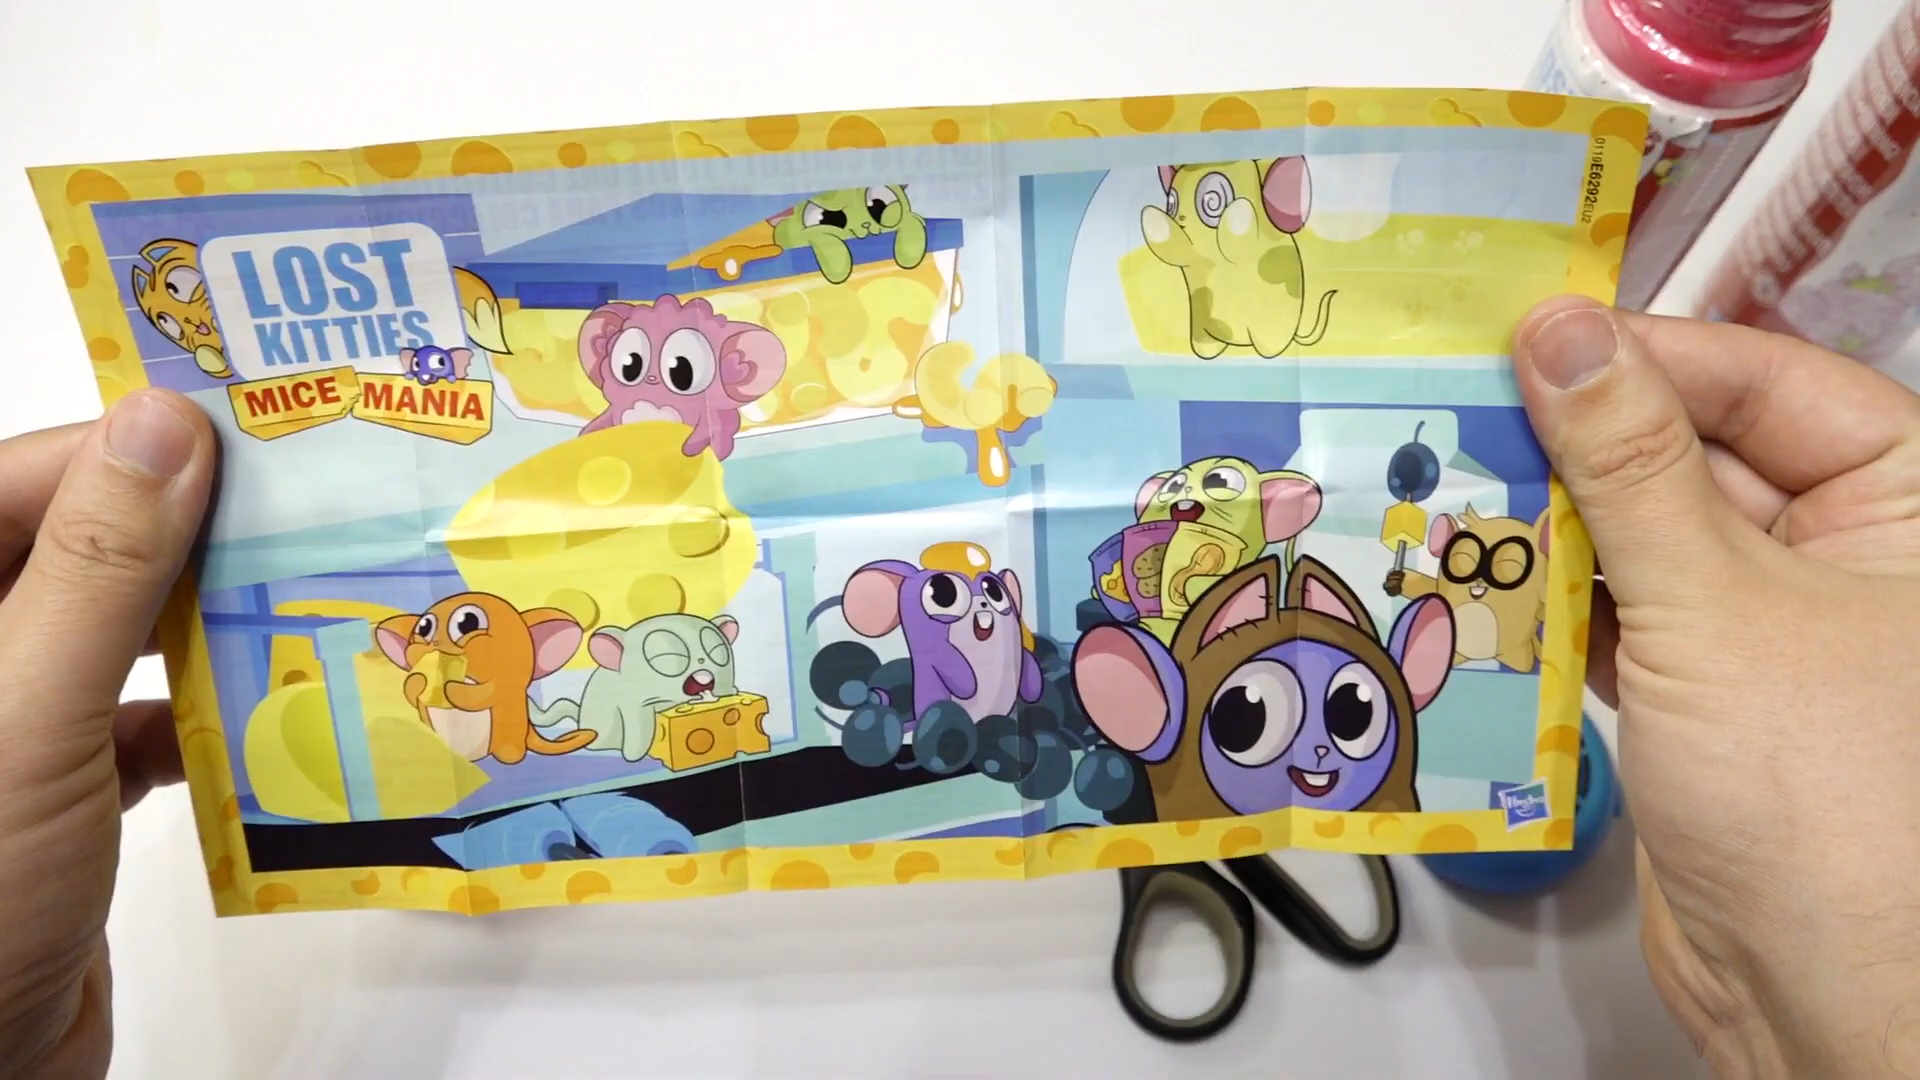 LOST
KITTIES
MICE MANIA
0119E6292EU2
Hasbro